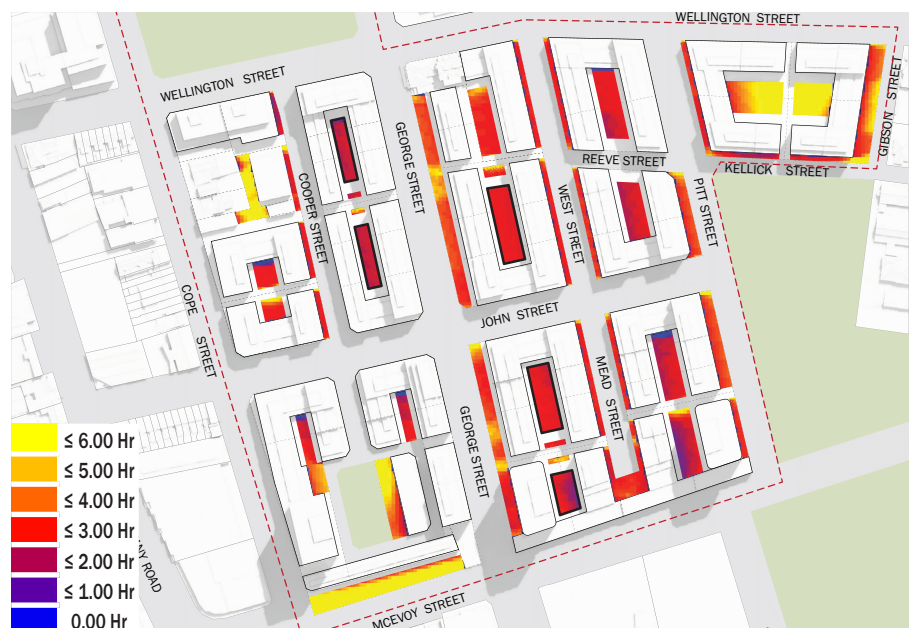 WELLINGTON STREET
WELLINGTON STREET
GIBSON STREET
GEORGE STREET
REEVE STREET
KELLICK STREET
COOPER STREET
WEST STREET
PITT STREET
COPE STREET
JOHN STREET
MEAD STREET
GEORGE STREET
≤ 6.00 Hr
≤ 5.00 Hr
≤ 4.00 Hr
≤ 3.00 Hr
≤ 2.00 Hr
≤ 1.00 Hr
0.00 Hr
NY ROAD
MCEVOY STREET